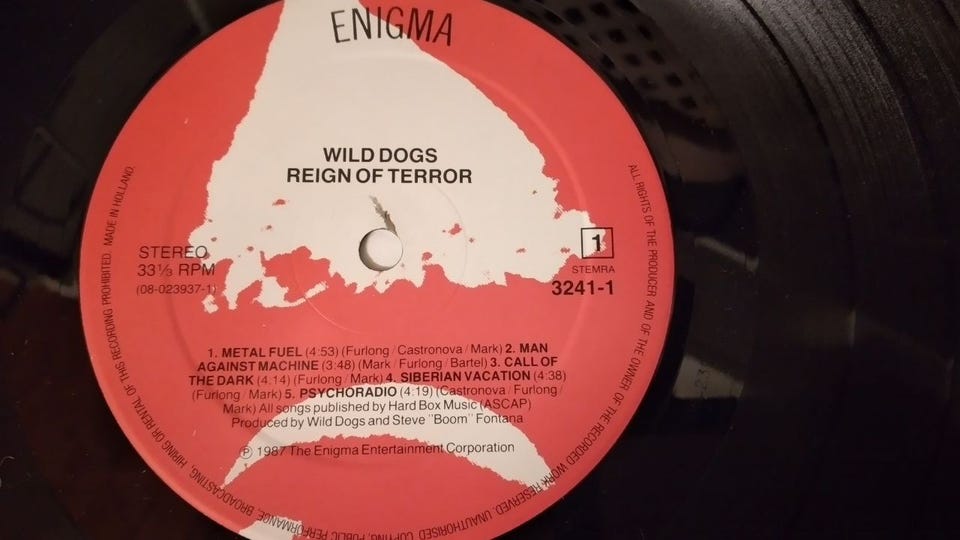 ENIGMA
WILD DOGS
REIGN OF TERROR
STEREO
33⅓ RPM
(08-023937-1)
1
STEMRA
3241-1
1. METAL FUEL (4:53) (Furlong / Castronova / Mark) 2. MAN
AGAINST MACHINE (3:48) (Mark / Furlong / Bartel) 3. CALL OF
THE DARK (4:14) (Furlong / Mark) 4. SIBERIAN VACATION (4:38)
(Furlong / Mark) 5. PSYCHORADIO (4:19) (Castronova / Furlong /
Mark) All songs published by Hard Box Music (ASCAP)
Produced by Wild Dogs and Steve "Boom" Fontana
℗ 1987 The Enigma Entertainment Corporation
ALL RIGHTS OF THE PRODUCER AND OF THE OWNER OF THE RECORDED WORK RESERVED. UNAUTHORISED COPYING, PUBLIC PERFORMANCE, BROADCASTING, HIRING OR RENTAL OF THIS RECORDING PROHIBITED. MADE IN HOLLAND.